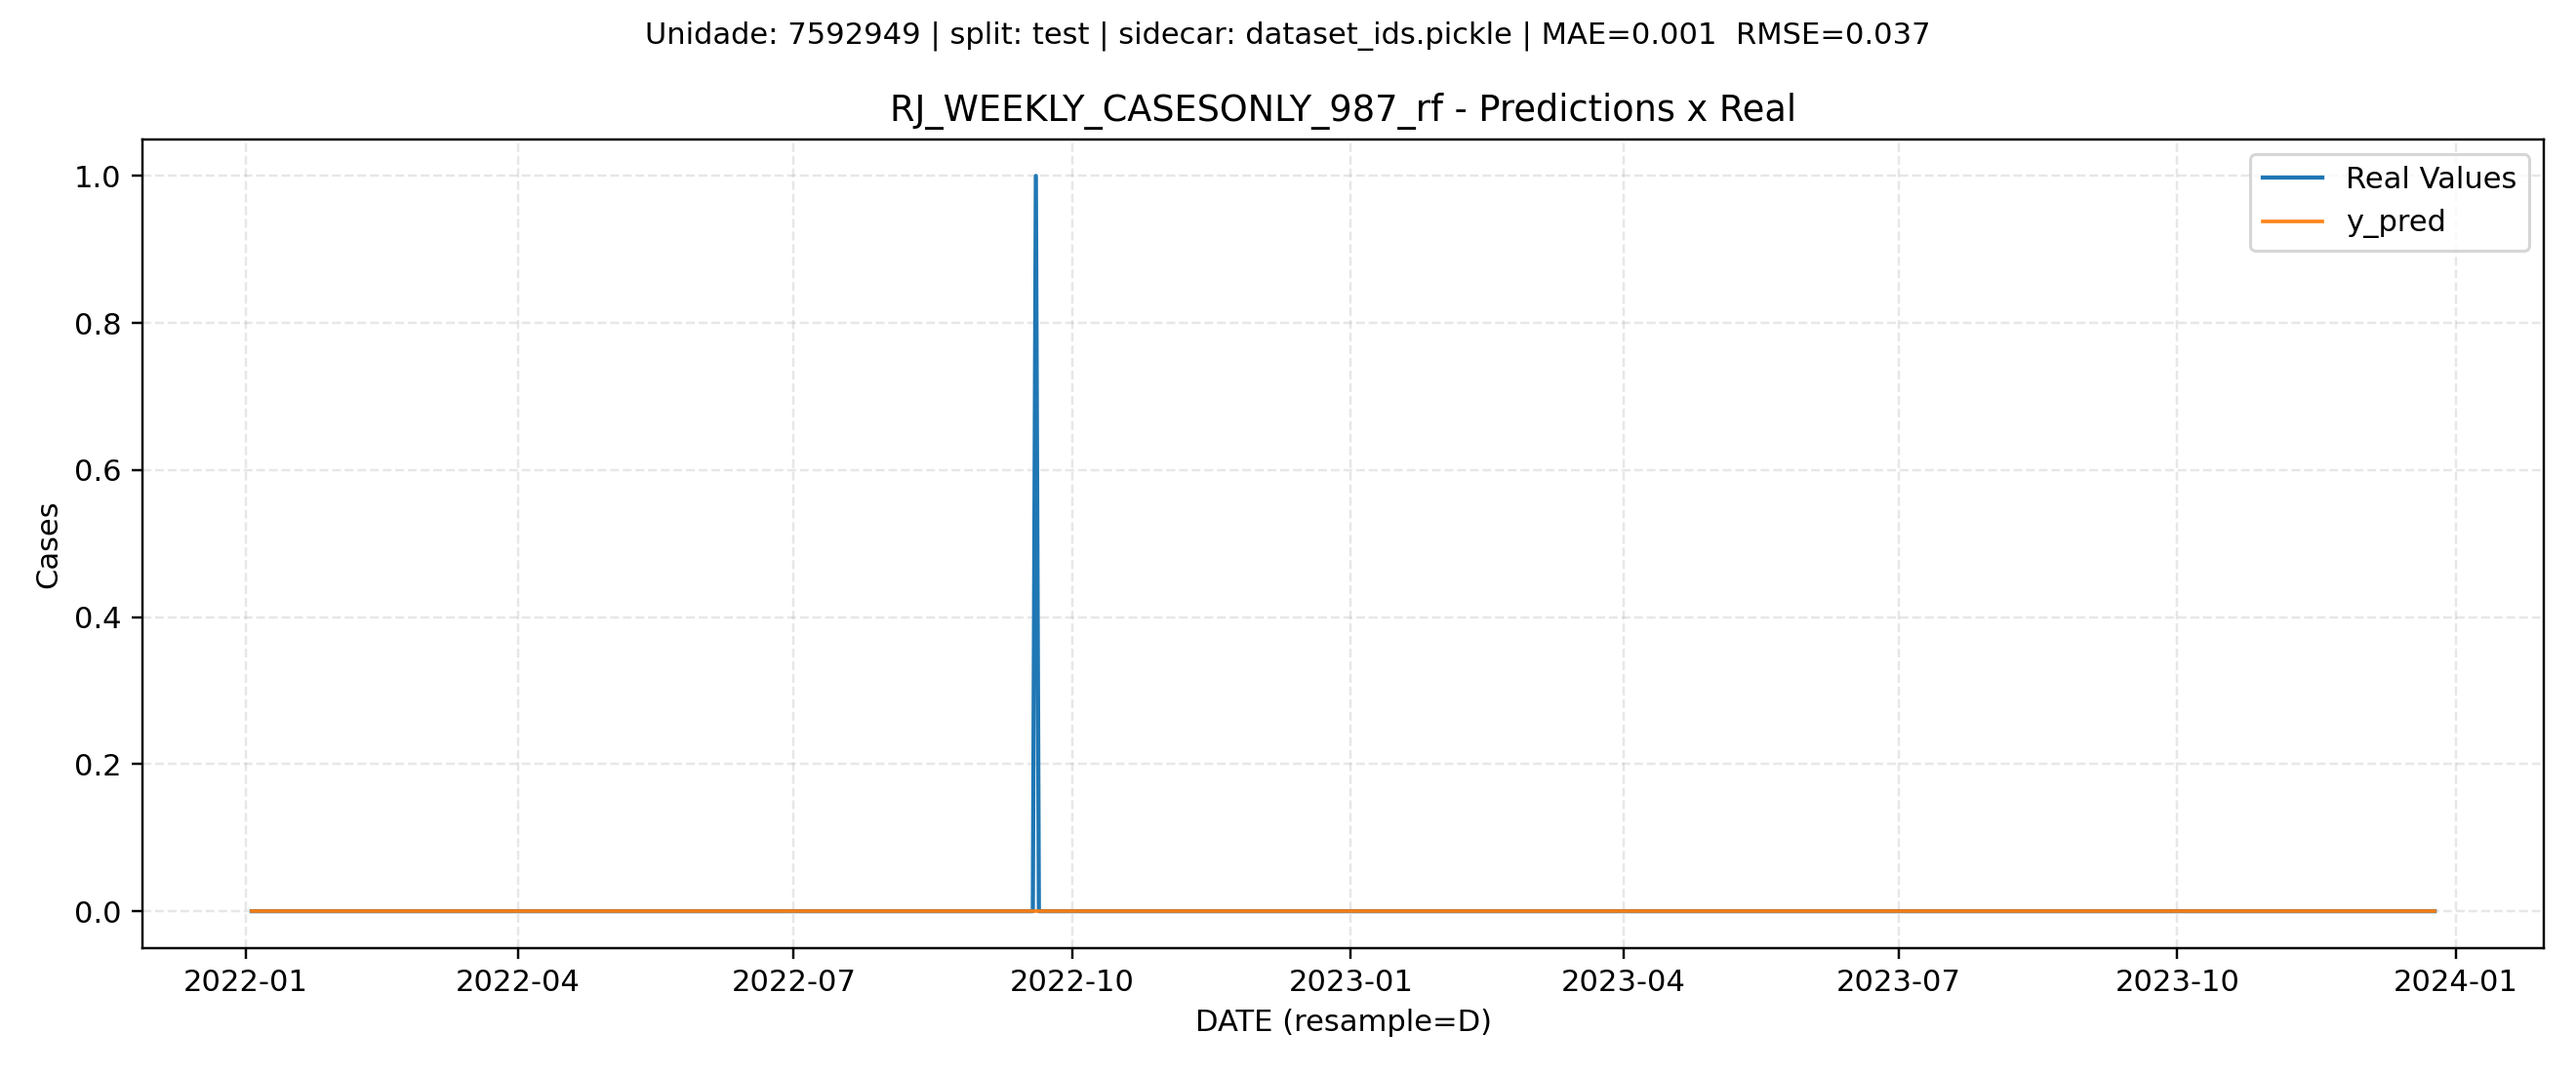 Unidade: 7592949 | split: test | sidecar: dataset_ids.pickle | MAE=0.001  RMSE=0.037
RJ_WEEKLY_CASESONLY_987_rf - Predictions x Real
Real Values
y_pred
1.0
0.8
0.6
0.4
0.2
0.0
Cases
2022-01
2022-04
2022-07
2022-10
2023-01
2023-04
2023-07
2023-10
2024-01
DATE (resample=D)